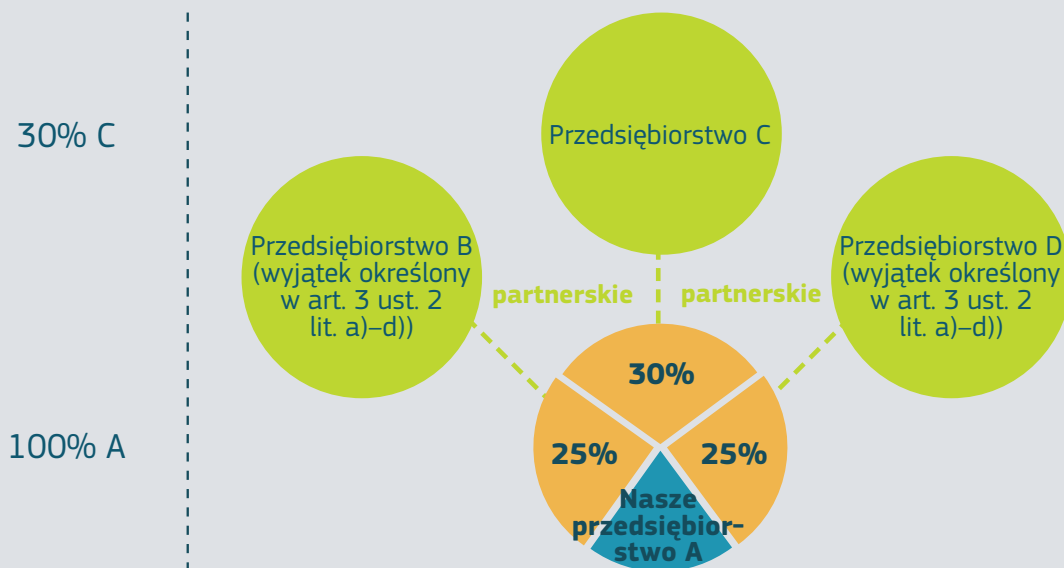 30% C
100% A
Przedsiębiorstwo C
Przedsiębiorstwo B
(wyjątek określony
w art. 3 ust. 2
lit. a)–d))
Przedsiębiorstwo D
(wyjątek określony
w art. 3 ust. 2
lit. a)–d))
partnerskie
partnerskie
30%
25%
25%
Nasze
przedsiębior–
stwo A